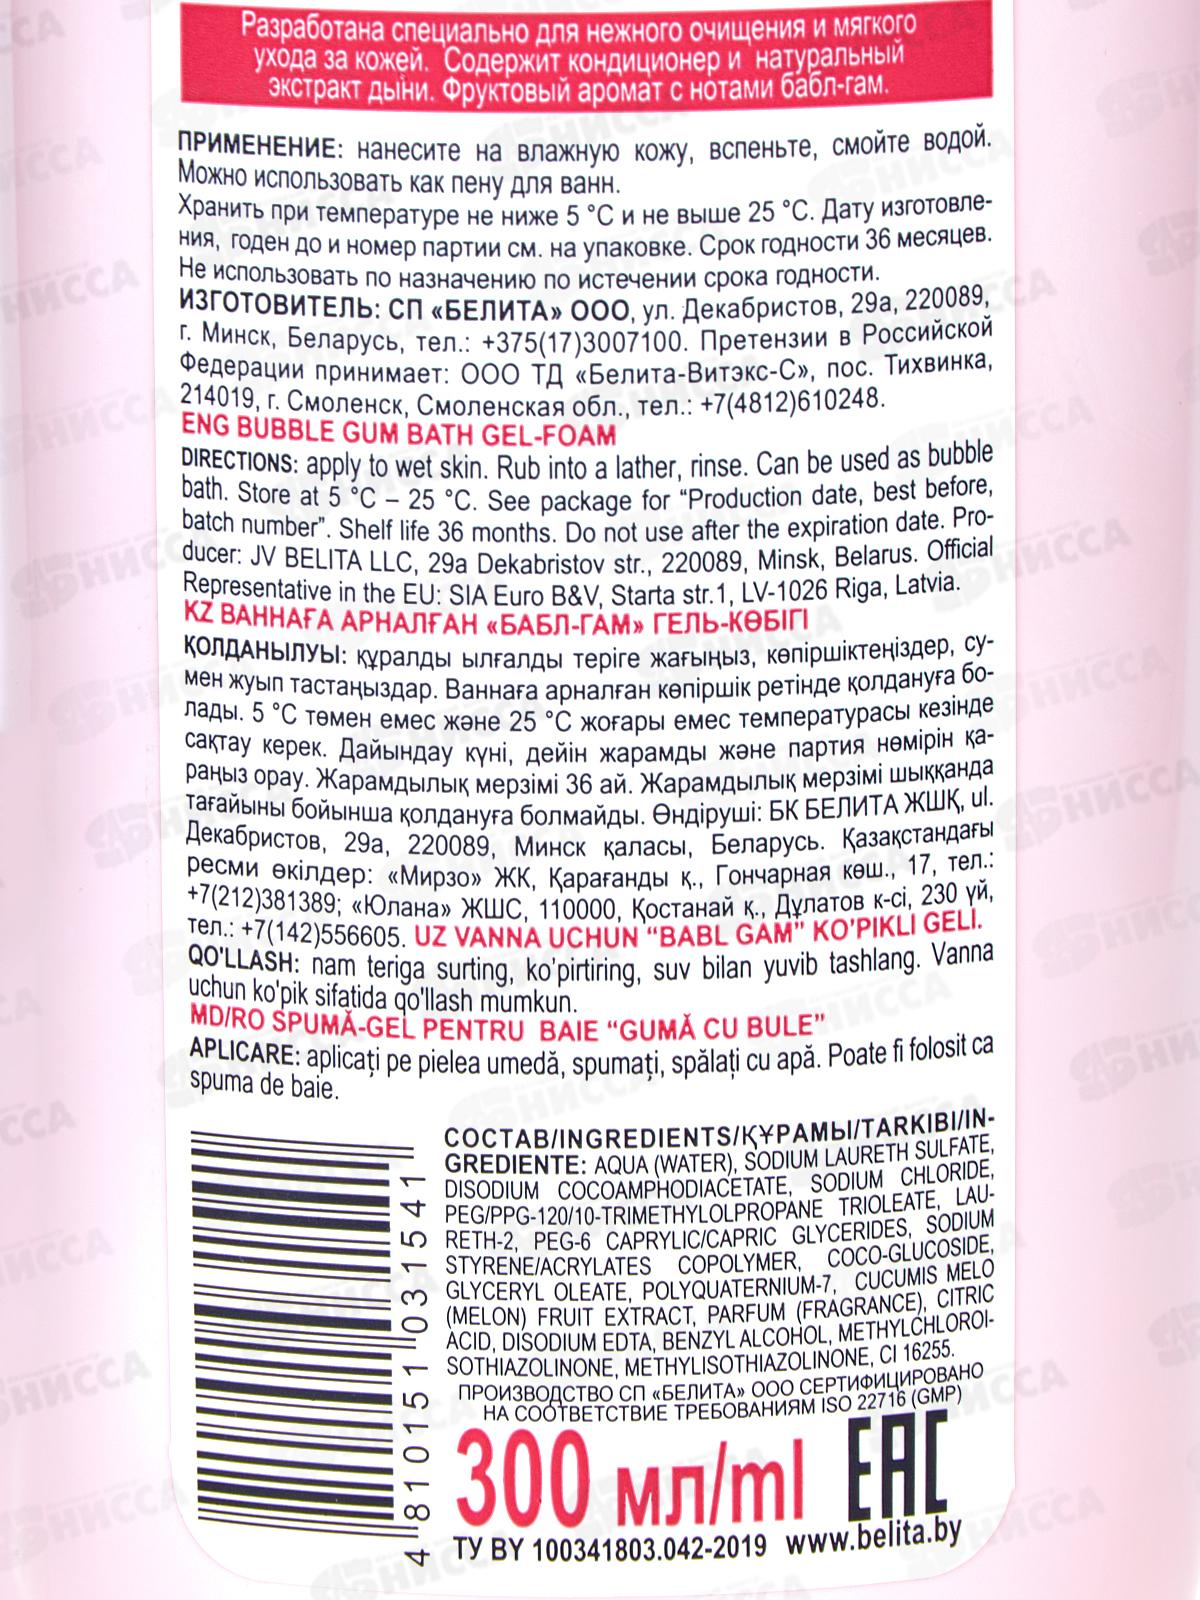 Разработана специально для нежного очищения и мягкого
ухода за кожей. Содержит кондиционер и натуральный
экстракт дыни. Фруктовый аромат с нотами бабл-гам.
ПРИМЕНЕНИЕ: нанесите на влажную кожу, вспеньте, смойте водой.
Можно использовать как пену для ванн.
Хранить при температуре не ниже 5 °C и не выше 25 °C. Дату изготовле-
ния, годен до и номер партии см. на упаковке. Срок годности 36 месяцев.
Не использовать по назначению по истечении срока годности.
ИЗГОТОВИТЕЛЬ: СП «БЕЛИТА» ООО, ул. Декабристов, 29а, 220089,
г. Минск, Беларусь, тел.: +375(17)3007100. Претензии в Российской
Федерации принимает: ООО ТД «Белита-Витэкс-С», пос. Тихвинка,
214019, г. Смоленск, Смоленская обл., тел.: +7(4812)610248.
ENG BUBBLE GUM BATH GEL-FOAM
DIRECTIONS: apply to wet skin. Rub into a lather, rinse. Can be used as bubble
bath. Store at 5 °C – 25 °C. See package for “Production date, best before,
batch number”. Shelf life 36 months. Do not use after the expiration date. Pro-
ducer: JV BELITA LLC, 29a Dekabristov str., 220089, Minsk, Belarus. Official
Representative in the EU: SIA Euro B&V, Starta str.1, LV-1026 Riga, Latvia.
KZ ВАННАҒА АРНАЛҒАН «БАБЛ-ГАМ» ГЕЛЬ-КӨБІГІ
ҚОЛДАНЫЛУЫ: құралды ылғалды теріге жағыңыз, көпіршіктеңіздер, су-
мен жуып тастаңыздар. Ваннаға арналған көпіршік ретінде қолдануға бо-
лады. 5 °C төмен емес және 25 °C жоғары емес температурасы кезінде
сақтау керек. Дайындау күні, дейін жарамды және партия нөмірін қа-
раңыз орау. Жарамдылық мерзімі 36 ай. Жарамдылық мерзімі шыққанда
тағайыны бойынша қолдануға болмайды. Өндіруші: БК БЕЛИТА ЖШҚ, ul.
Декабристов, 29а, 220089, Минск қаласы, Беларусь. Қазақстандағы
ресми өкілдер: «Мирзо» ЖК, Қарағанды қ., Гончарная көш., 17, тел.:
+7(212)381389; «Юлана» ЖШС, 110000, Қостанай қ., Дұлатов к-сі, 230 үй,
тел.: +7(142)556605. UZ VANNA UCHUN “BABL GAM” KO'PIKLI GELI.
QO'LLASH: nam teriga surting, ko'pirtiring, suv bilan yuvib tashlang. Vanna
uchun ko'pik sifatida qo'llash mumkun.
MD/RO SPUMĂ-GEL PENTRU BAIE “GUMĂ CU BULE”
APLICARE: aplicați pe pielea umedă, spumați, spălați cu apă. Poate fi folosit ca
spuma de baie.
СОСТАВ/INGREDIENTS/ҚҰРАМЫ/TARKIBI/IN-
GREDIENTE: AQUA (WATER), SODIUM LAURETH SULFATE,
DISODIUM COCOAMPHODIACETATE, SODIUM CHLORIDE,
PEG/PPG-120/10-TRIMETHYLOLPROPANE TRIOLEATE, LAU-
RETH-2, PEG-6 CAPRYLIC/CAPRIC GLYCERIDES, SODIUM
STYRENE/ACRYLATES COPOLYMER, COCO-GLUCOSIDE,
GLYCERYL OLEATE, POLYQUATERNIUM-7, CUCUMIS MELO
(MELON) FRUIT EXTRACT, PARFUM (FRAGRANCE), CITRIC
ACID, DISODIUM EDTA, BENZYL ALCOHOL, METHYLCHLOROI-
SOTHIAZOLINONE, METHYLISOTHIAZOLINONE, CI 16255.
ПРОИЗВОДСТВО СП «БЕЛИТА» ООО СЕРТИФИЦИРОВАНО
НА СООТВЕТСТВИЕ ТРЕБОВАНИЯМ ISO 22716 (GMP)
4 810151 031541
300 мл/ml EAC
ТУ BY 100341803.042-2019 www.belita.by